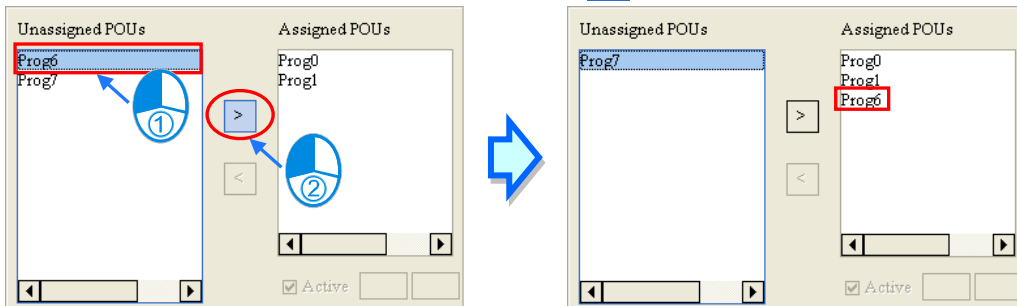 Unassigned POUs
Assigned POUs
Prog6
Prog7
Prog0
Prog1
①
>
②
<
Active
Unassigned POUs
Assigned POUs
Prog7
Prog0
Prog1
Prog6
>
<
Active